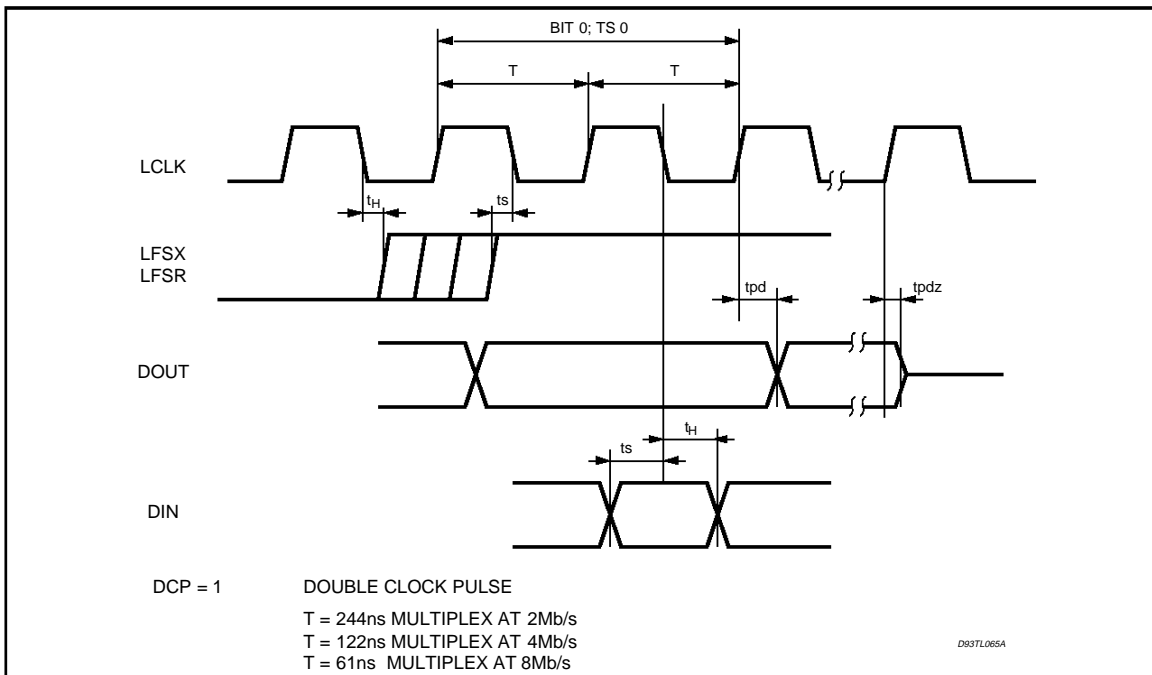 BIT 0; TS 0
T T
LCLK
tH ts
LFSX
LFSR
tpd tpdz
DOUT
ts tH
DIN
DCP = 1 DOUBLE CLOCK PULSE
T = 244ns MULTIPLEX AT 2Mb/s
T = 122ns MULTIPLEX AT 4Mb/s
T = 61ns MULTIPLEX AT 8Mb/s
D93TL065A